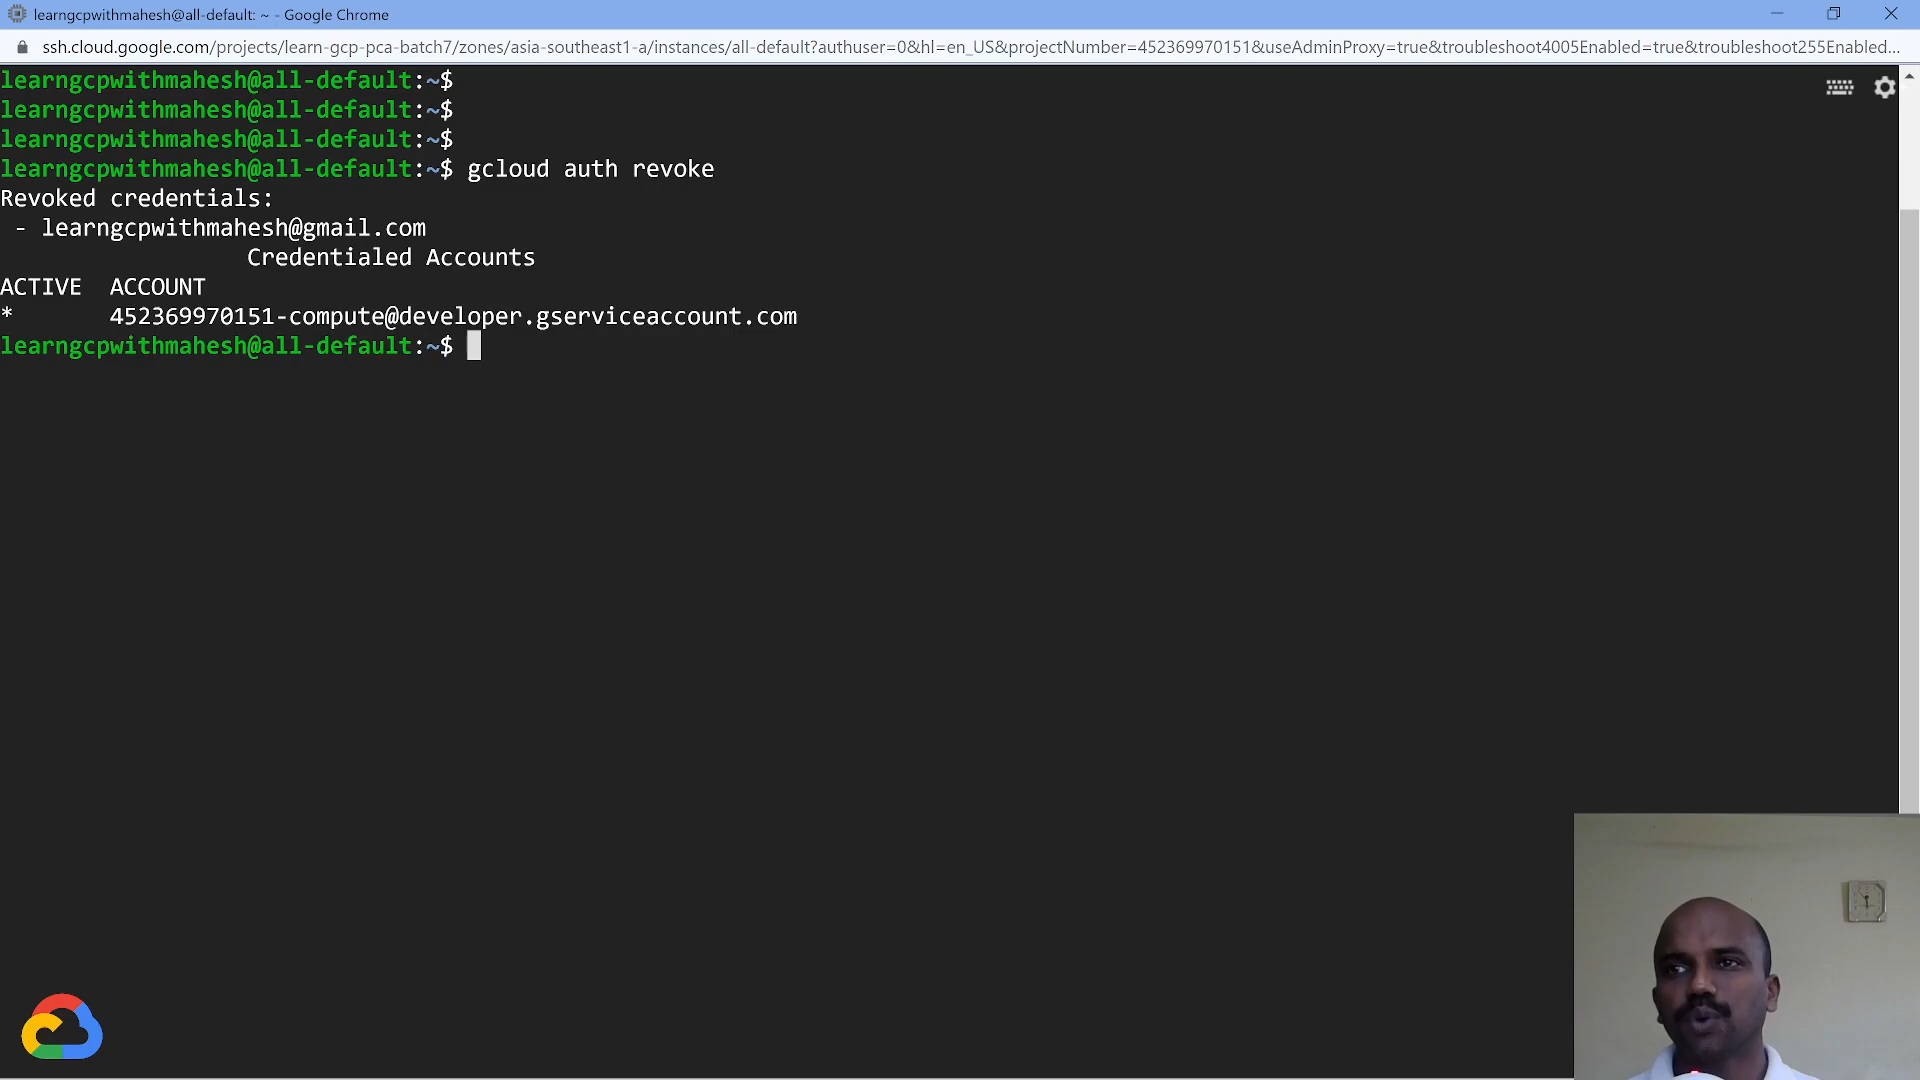 learngcpwithmahesh@all-default: ~ - Google Chrome
ssh.cloud.google.com/projects/learn-gcp-pca-batch7/zones/asia-southeast1-a/instances/all-default?authuser=0&hl=en_US&projectNumber=452369970151&useAdminProxy=true&troubleshoot4005Enabled=true&troubleshoot255Enabled...
learngcpwithmahesh@all-default:~$
learngcpwithmahesh@all-default:~$
learngcpwithmahesh@all-default:~$
learngcpwithmahesh@all-default:~$ gcloud auth revoke
Revoked credentials:
 - learngcpwithmahesh@gmail.com
Credentialed Accounts
ACTIVE  ACCOUNT
*       452369970151-compute@developer.gserviceaccount.com
learngcpwithmahesh@all-default:~$